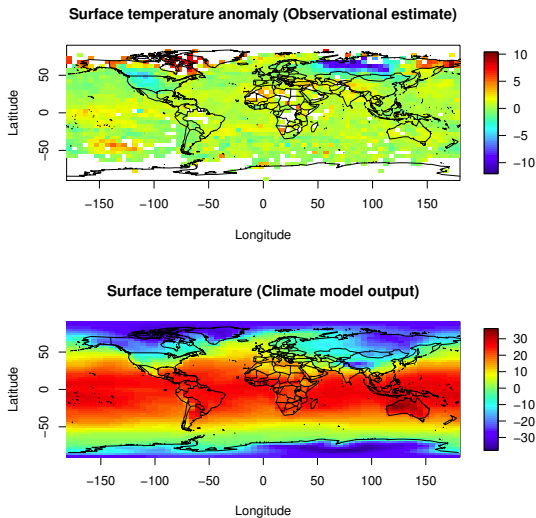 Surface temperature anomaly (Observational estimate)
Latitude
50
0
−50
−150 −100 −50 0 50 100 150
Longitude
10
5
0
−5
−10
Surface temperature (Climate model output)
Latitude
50
0
−50
−150 −100 −50 0 50 100 150
Longitude
30
20
10
0
−10
−20
−30